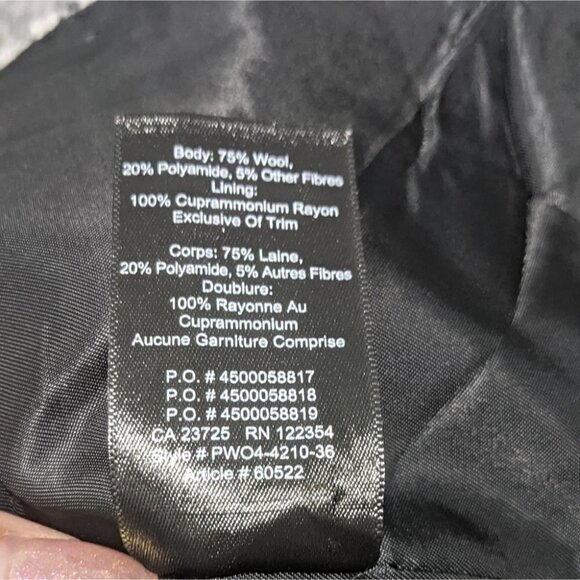 Body: 75% Wool,
20% Polyamide, 5% Other Fibres
Lining:
100% Cuprammonium Rayon
Exclusive Of Trim
Corps: 75% Laine,
20% Polyamide, 5% Autres Fibres
Doublure:
100% Rayonne Au
Cuprammonium
Aucune Garniture Comprise
P.O. # 4500058817
P.O. # 4500058818
P.O. # 4500058819
CA 23725 RN 122354
Style # PWO4-4210-36
Article # 60522